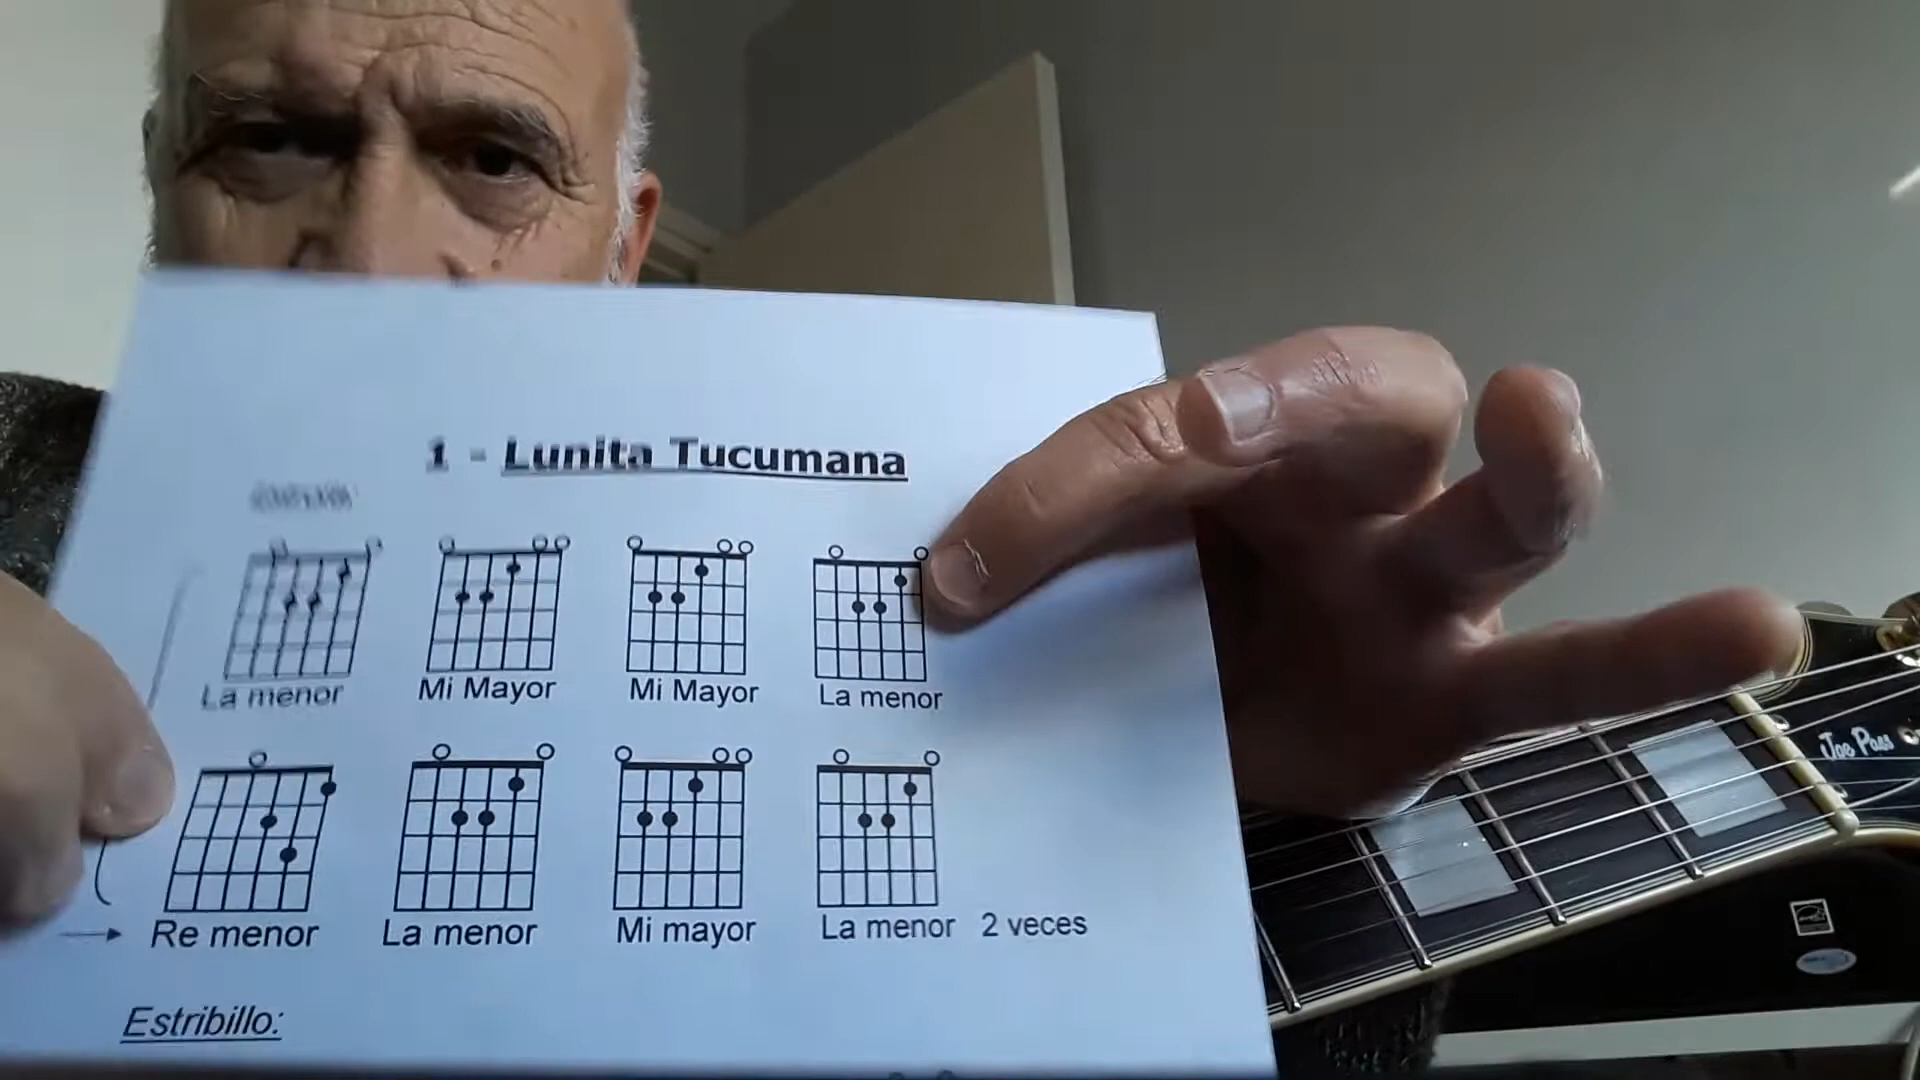 1 - Lunita Tucumana
La menor Mi Mayor Mi Mayor La menor
Re menor La menor Mi mayor La menor 2 veces
Estribillo:
Joe Pass